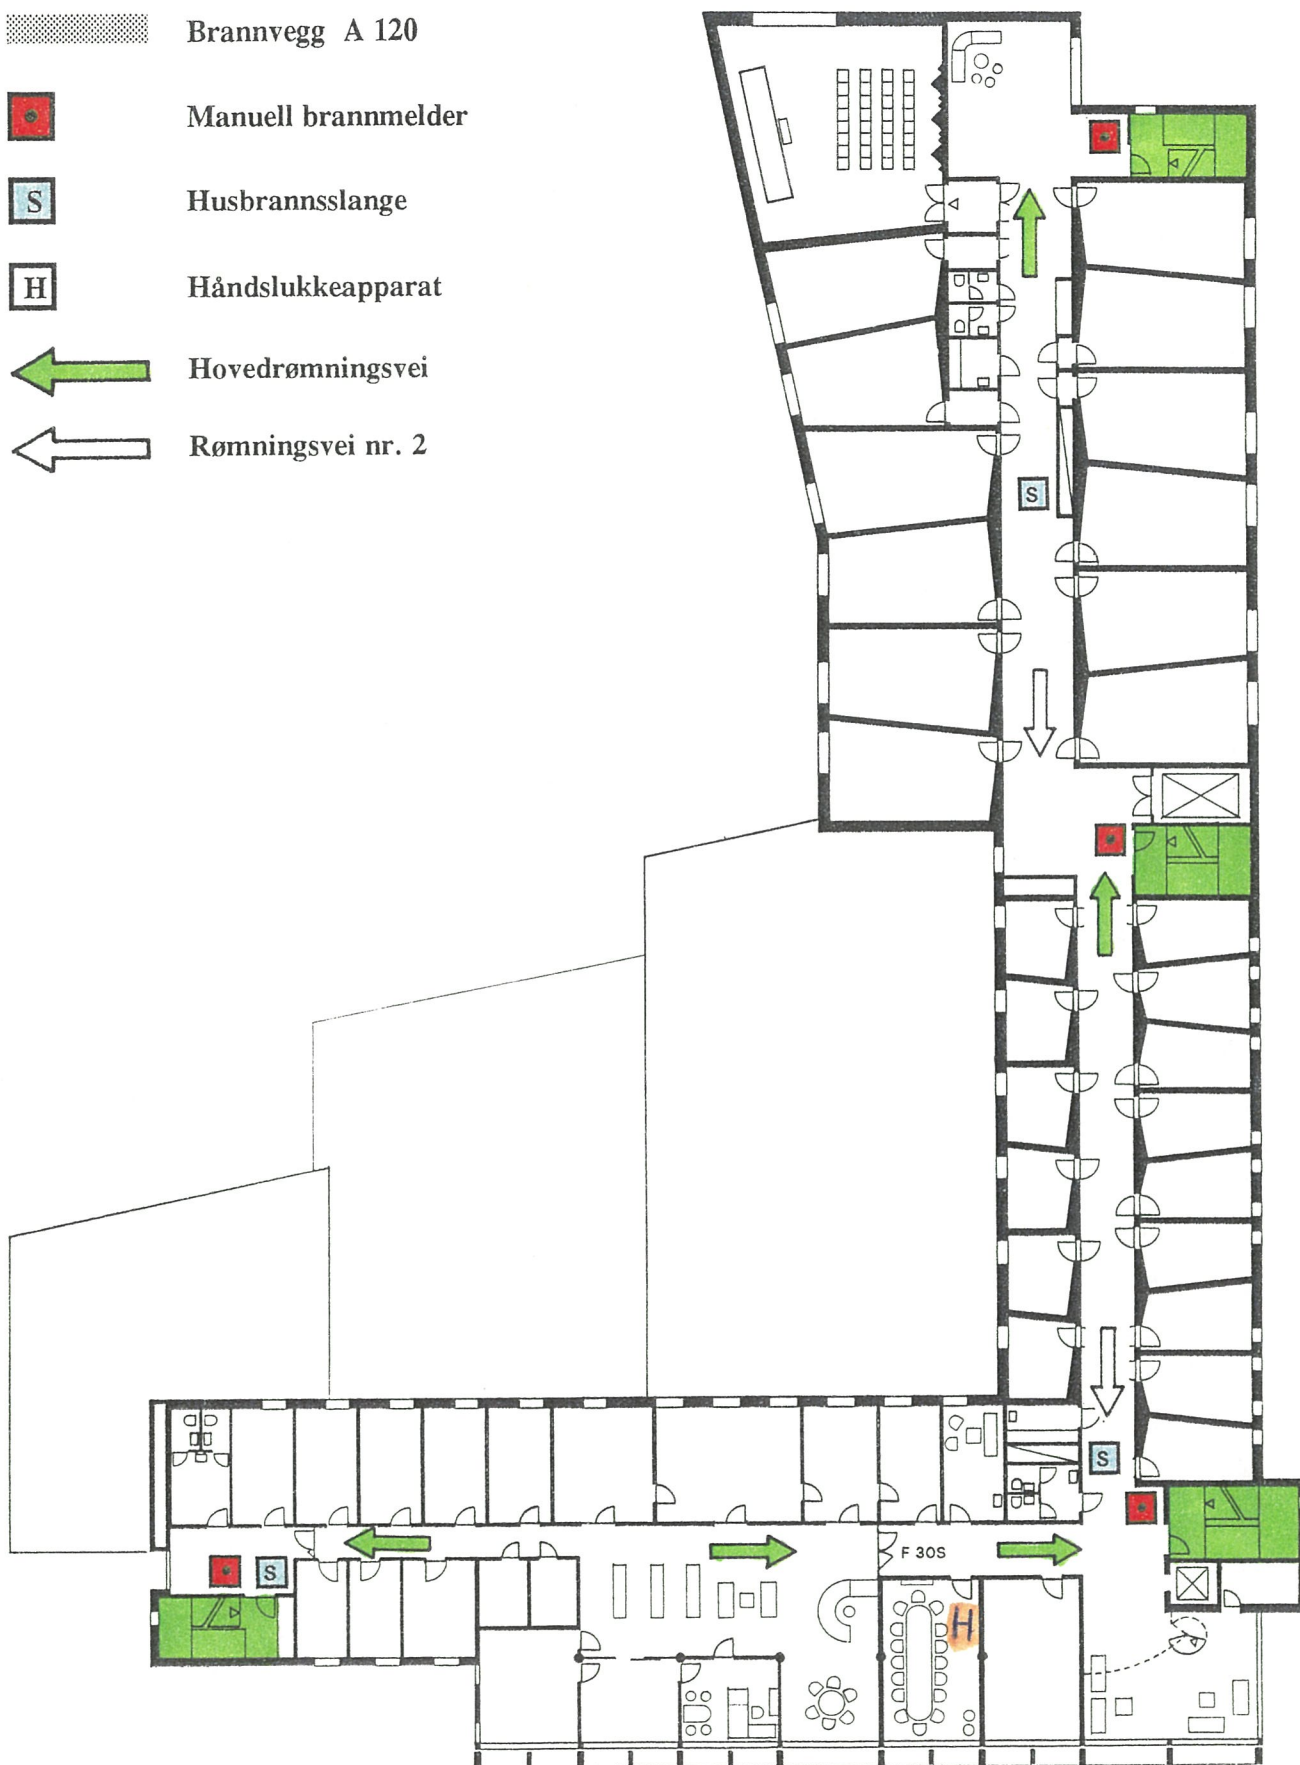 Brannvegg A 120
Manuell brannmelder
S Husbrannsslange
H Håndslukkeapparat
Hovedrømningsvei
Rømningsvei nr. 2
S
S
F 30S
S
H